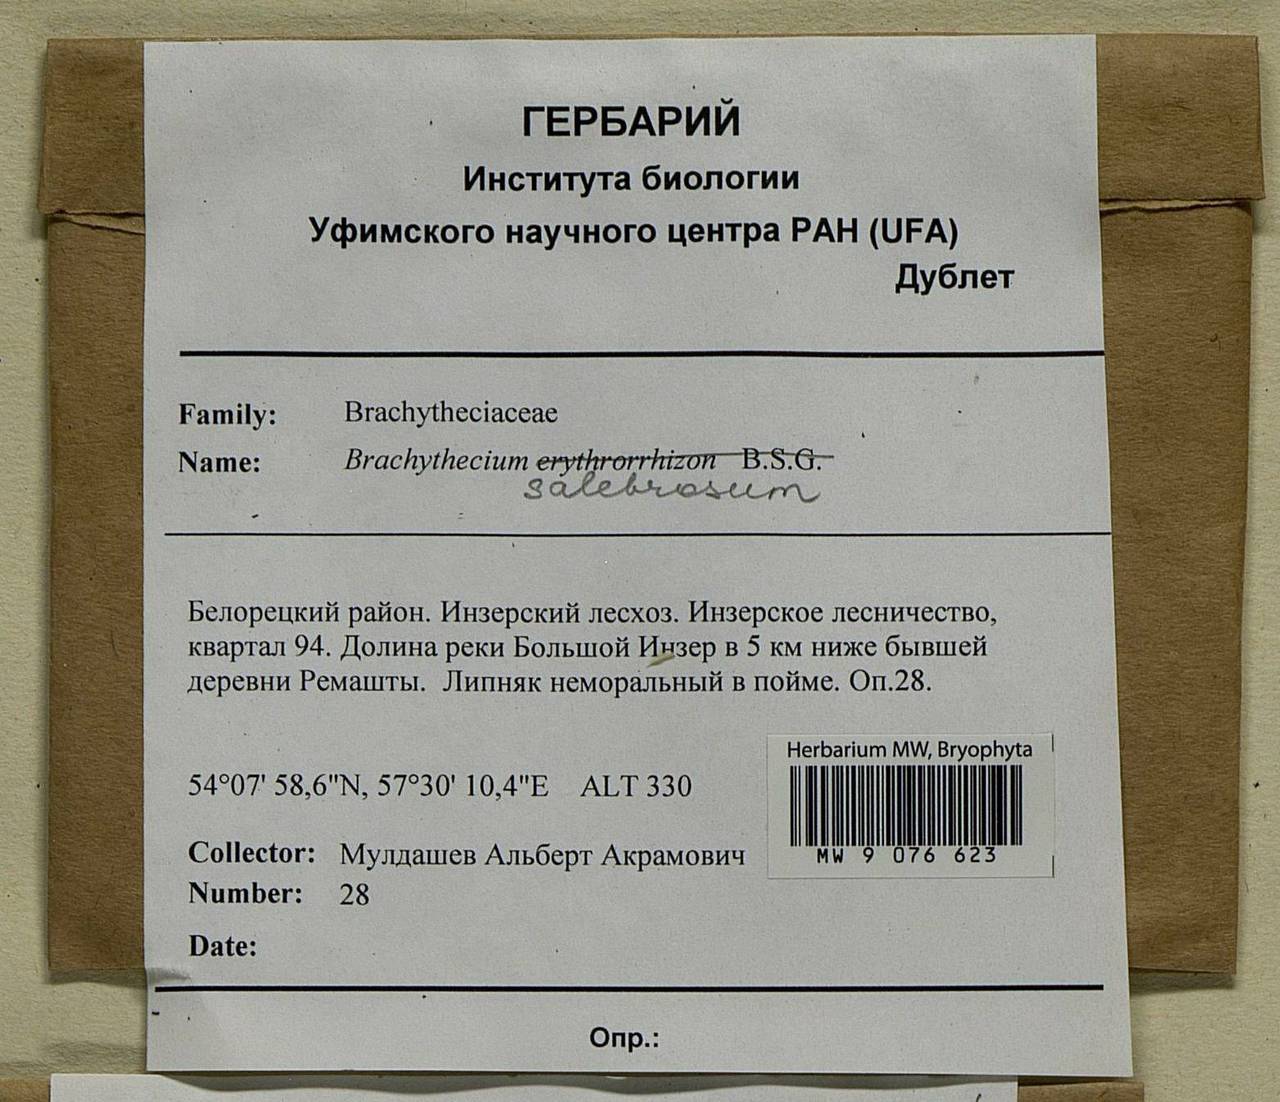 ГЕРБАРИЙ
Института биологии
Уфимского научного центра РАН (UFA)
Дублет
Family: Brachytheciaceae
Name: Brachythecium erythrorrhizon B.S.G.
salebrosum
Белорецкий район. Инзерский лесхоз. Инзерское лесничество,
квартал 94. Долина реки Большой Инзер в 5 км ниже бывшей
деревни Ремашты. Липняк неморальный в пойме. Оп.28.
Herbarium MW, Bryophyta
54°07' 58,6"N, 57°30' 10,4"E ALT 330
MW 9 076 623
Collector: Мулдашев Альберт Акрамович
Number: 28
Date:
Опр.: